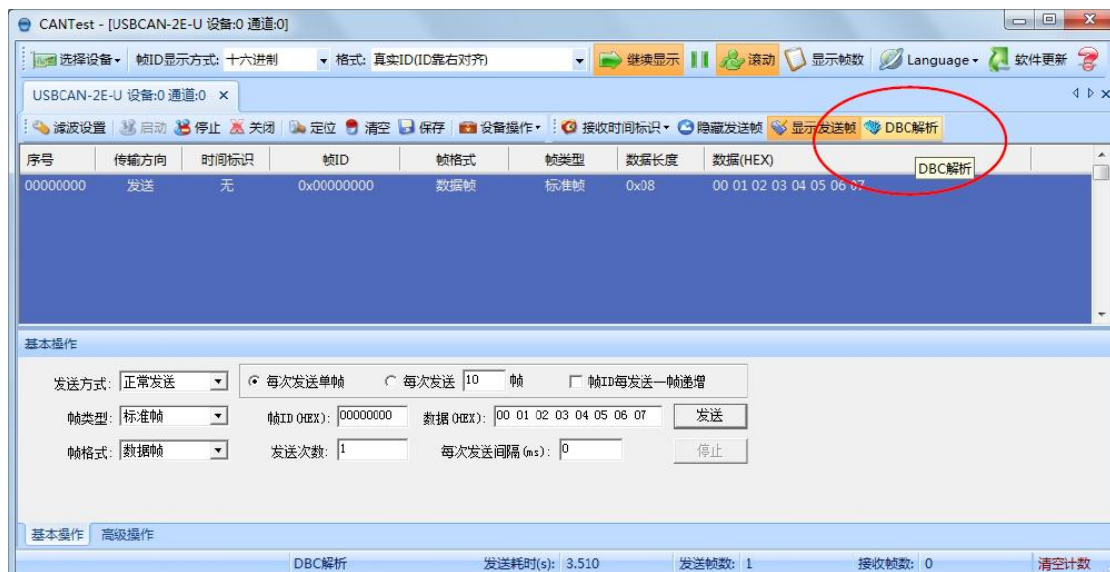 CANTest - [USBCAN-2E-U 设备:0 通道:0]
选择设备 帧ID显示方式: 十六进制 格式: 真实ID(ID靠右对齐) 继续显示 滚动 显示帧数 Language 软件更新
USBCAN-2E-U 设备:0 通道:0 ×
滤波设置 启动 停止 关闭 定位 清空 保存 设备操作 接收时间标识 隐藏发送帧 显示发送帧 DBC解析
序号 传输方向 时间标识 帧ID 帧格式 帧类型 数据长度 数据(HEX)
DBC解析
00000000 发送 无 0x00000000 数据帧 标准帧 0x08 00 01 02 03 04 05 06 07
基本操作
发送方式: 正常发送 每次发送单帧 每次发送 10 帧 帧ID每发送一帧递增
帧类型: 标准帧 帧ID(HEX): 00000000 数据(HEX): 00 01 02 03 04 05 06 07 发送
帧格式: 数据帧 发送次数: 1 每次发送间隔(ms): 0 停止
基本操作 高级操作
DBC解析 发送耗时(s): 3.510 发送帧数: 1 接收帧数: 0 清空计数